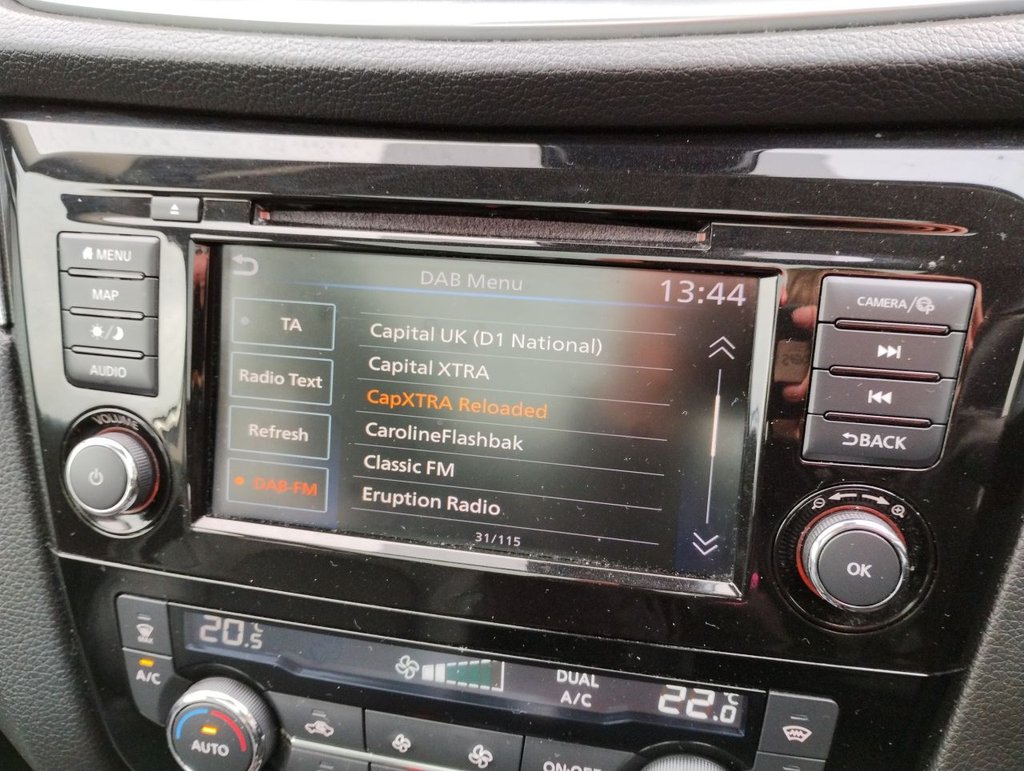 DAB Menu
13:44
TA
Radio Text
Refresh
DAB-FM
Capital UK (D1 National)
Capital XTRA
CapXTRA Reloaded
CarolineFlashbak
Classic FM
Eruption Radio
31/115
MENU
MAP
AUDIO
VOLUME
CAMERA/
BACK
OK
20.5°C
DUAL
A/C
22.0°C
A/C
AUTO
ON·OFF